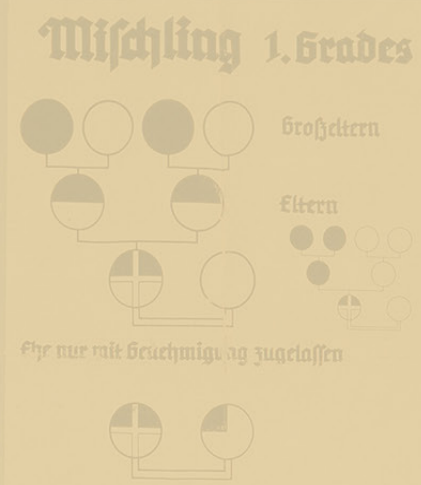 Mischling 1. Grades
Großeltern
Eltern
Ehe nur mit Genehmigung zugelassen